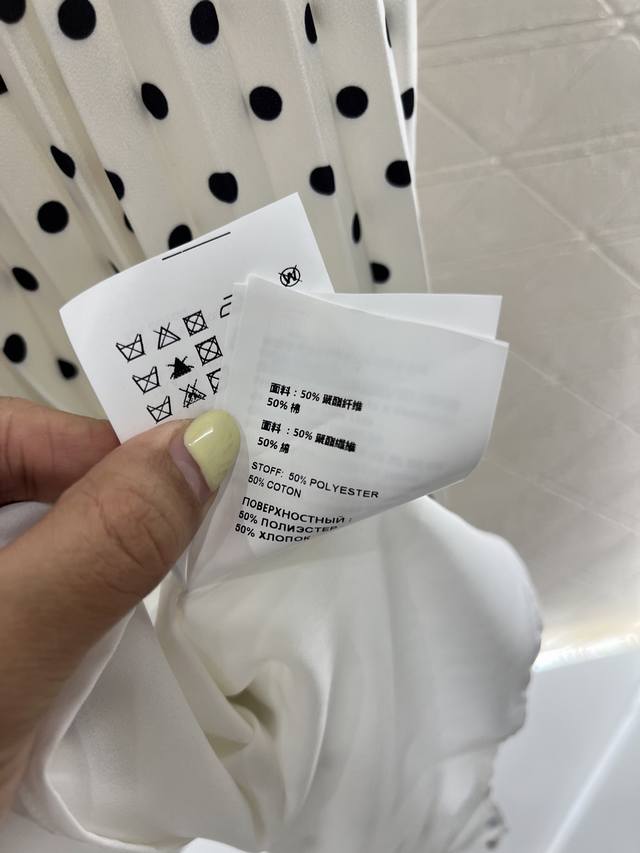 面料：50% 聚酯纤维
50% 棉
面料：50% 聚酯纖維
50% 綿
STOFF: 50% POLYESTER
50% COTON
ПОВЕРХНОСТНЫЙ :
50% ПОЛИЭСТЕР
50% ХЛОПОК